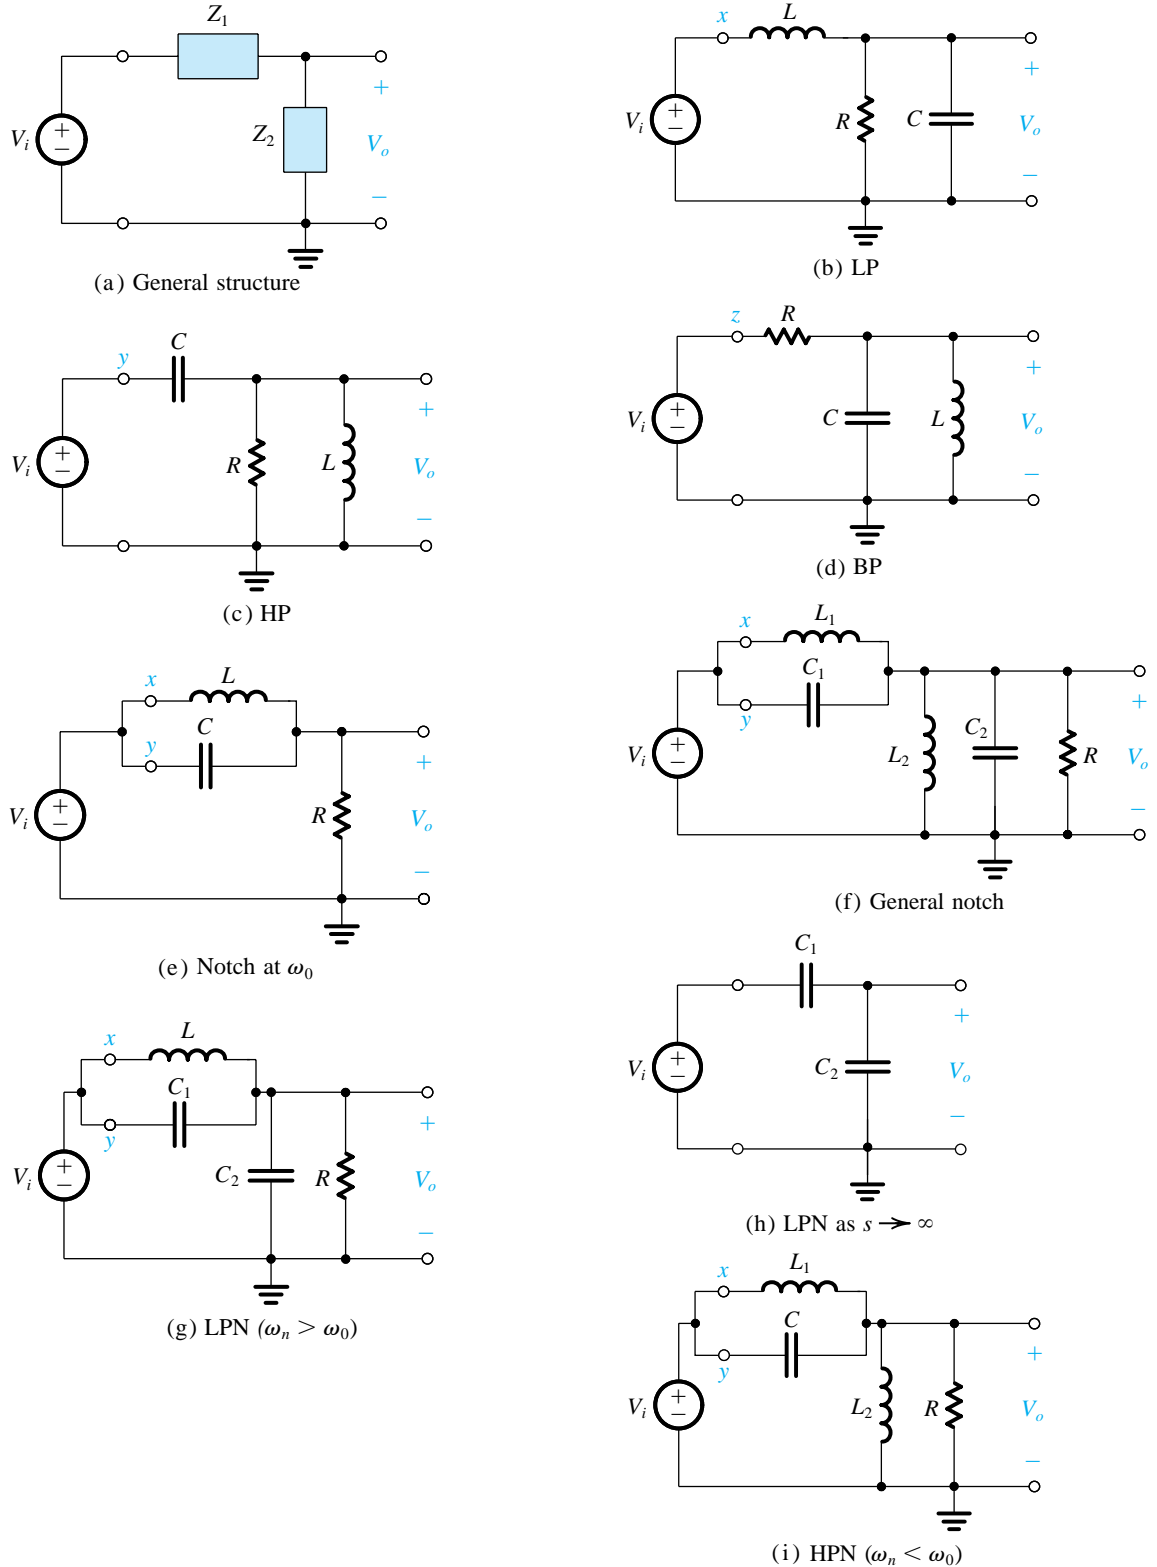 Z1
Vi
+
−
Z2
+
Vo
−
(a) General structure
x
L
Vi
+
−
R
C
+
Vo
−
(b) LP
y
C
Vi
+
−
R
L
+
Vo
−
(c) HP
z
R
Vi
+
−
C
L
+
Vo
−
(d) BP
x
L
y
C
Vi
+
−
R
+
Vo
−
(e) Notch at ω0
x
L1
C1
y
Vi
+
−
L2
C2
R
+
Vo
−
(f) General notch
x
L
C1
y
Vi
+
−
C2
R
+
Vo
−
(g) LPN (ωn > ω0)
C1
Vi
+
−
C2
+
Vo
−
(h) LPN as s → ∞
x
L1
C
y
Vi
+
−
L2
R
+
Vo
−
(i) HPN (ωn < ω0)